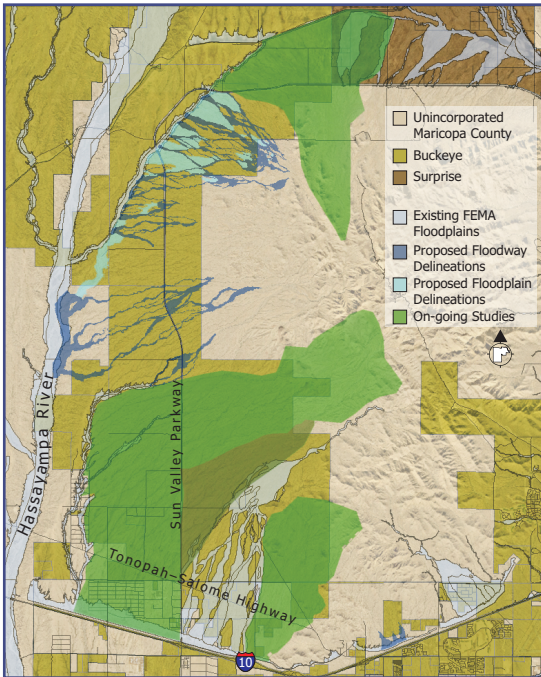 Unincorporated
Maricopa County
Buckeye
Surprise
Existing FEMA
Floodplains
Proposed Floodway
Delineations
Proposed Floodplain
Delineations
On-going Studies
Hassayampa River
Sun Valley Parkway
Tonopah-Salome Highway
10